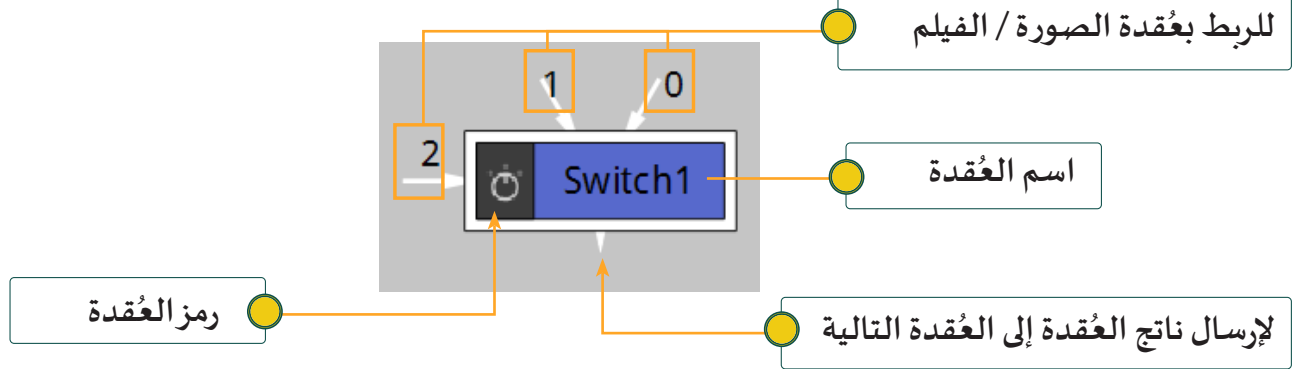 للربط بعُقدة الصورة / الفيلم
1
0
2
Switch1
اسم العُقدة
رمز العُقدة
لإرسال ناتج العُقدة إلى العُقدة التالية